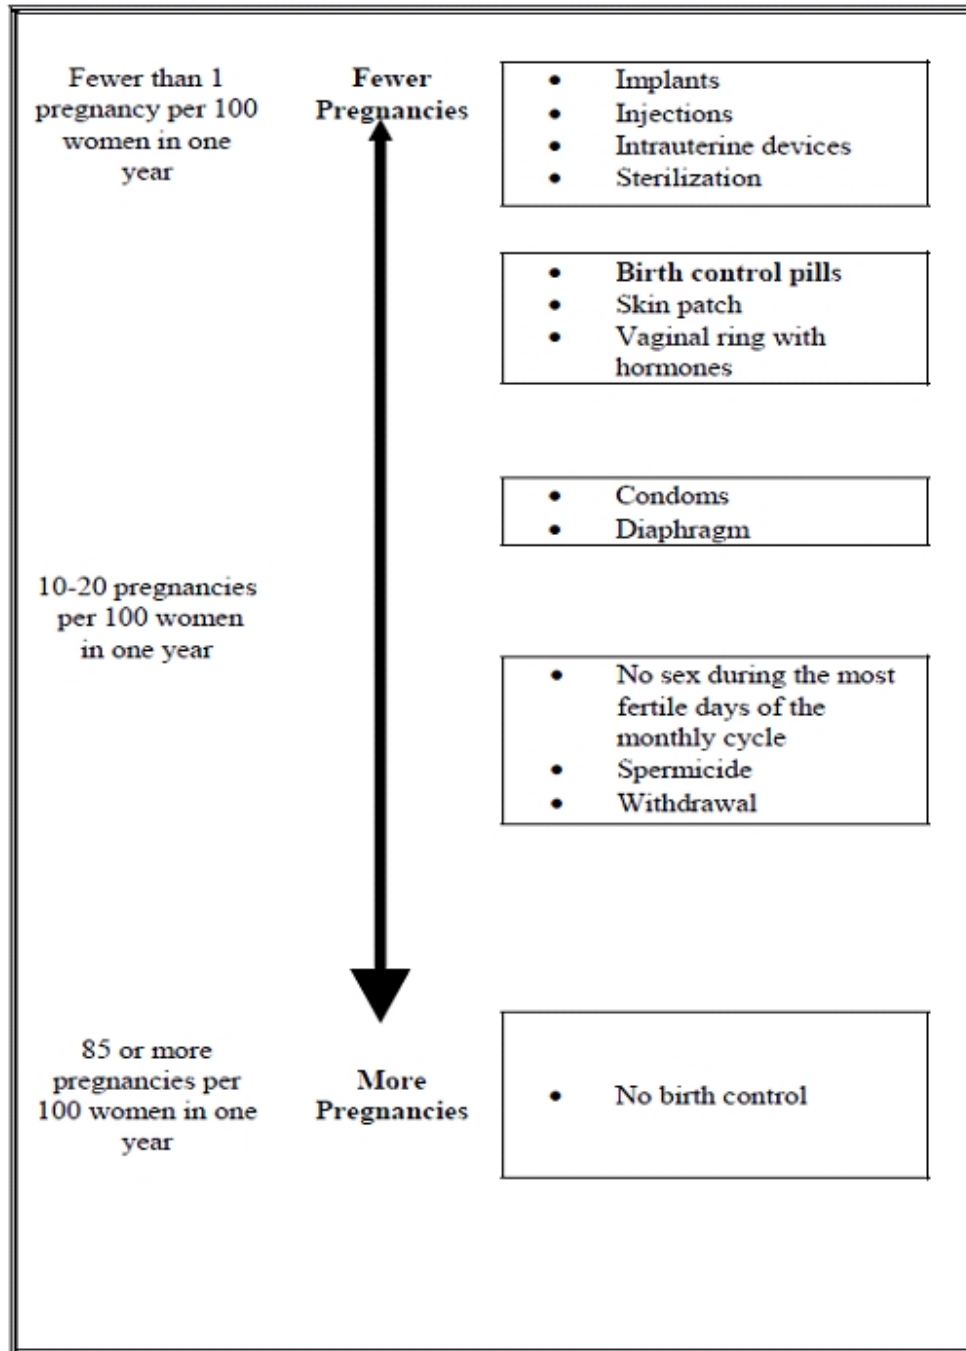 Fewer than 1
pregnancy per 100
women in one
year
Fewer
Pregnancies
• Implants
• Injections
• Intrauterine devices
• Sterilization
• Birth control pills
• Skin patch
• Vaginal ring with
hormones
• Condoms
• Diaphragm
10-20 pregnancies
per 100 women
in one year
• No sex during the most
fertile days of the
monthly cycle
• Spermicide
• Withdrawal
85 or more
pregnancies per
100 women in one
year
More
Pregnancies
• No birth control